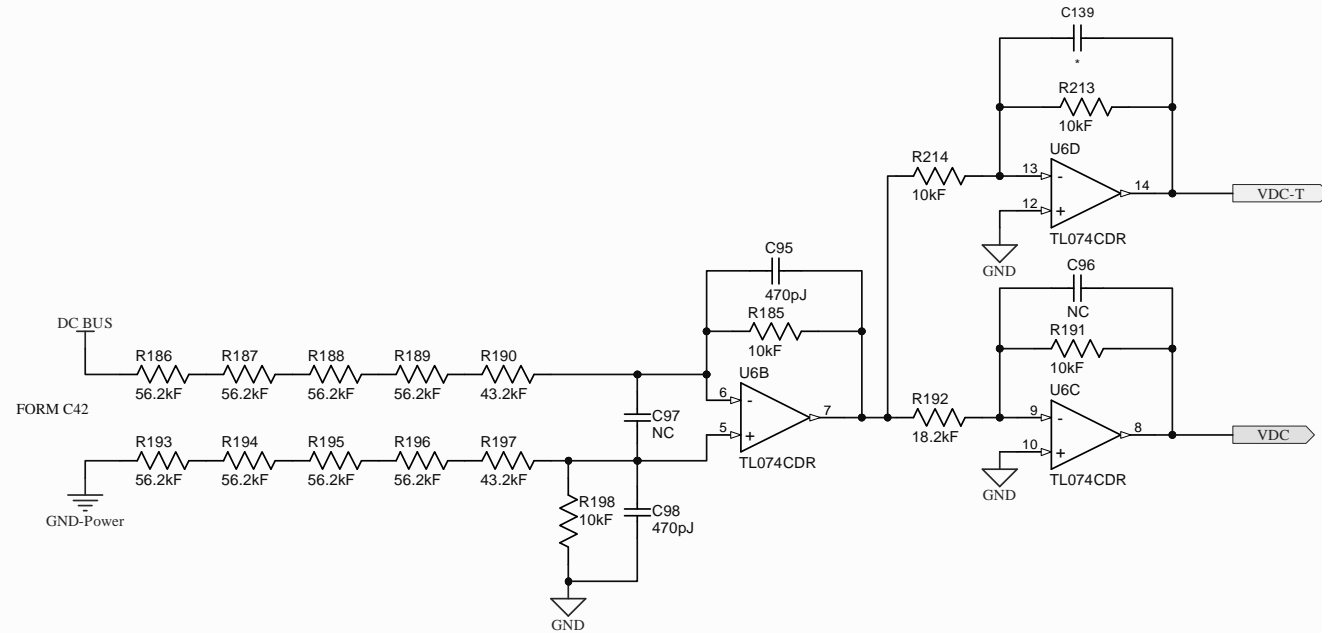 C139
*
R213
10kF
U6D
R214
10kF
13
-
14
VDC-T
12
+
TL074CDR
GND
C95
470pJ
R185
10kF
C96
NC
R191
10kF
U6C
DC BUS
R186
56.2kF
R187
56.2kF
R188
56.2kF
R189
56.2kF
R190
43.2kF
U6B
6
-
7
5
+
TL074CDR
C97
NC
R192
18.2kF
9
-
8
VDC
10
+
TL074CDR
GND
FORM C42
R193
56.2kF
R194
56.2kF
R195
56.2kF
R196
56.2kF
R197
43.2kF
GND-Power
R198
10kF
C98
470pJ
GND